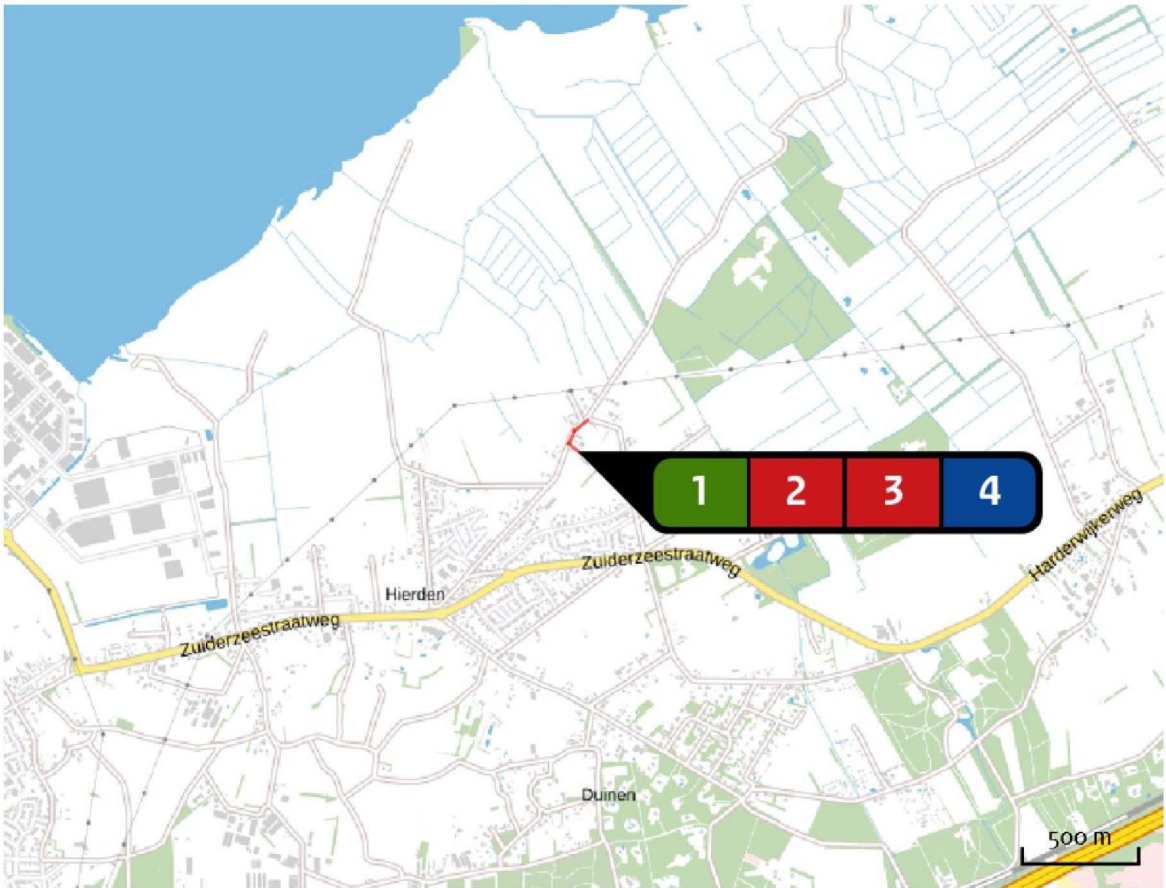 1 2 3 4
Harderwijkerweg
Zuiderzeestraatweg
Hierden
Zuiderzeestraatweg
Duinen
500 m